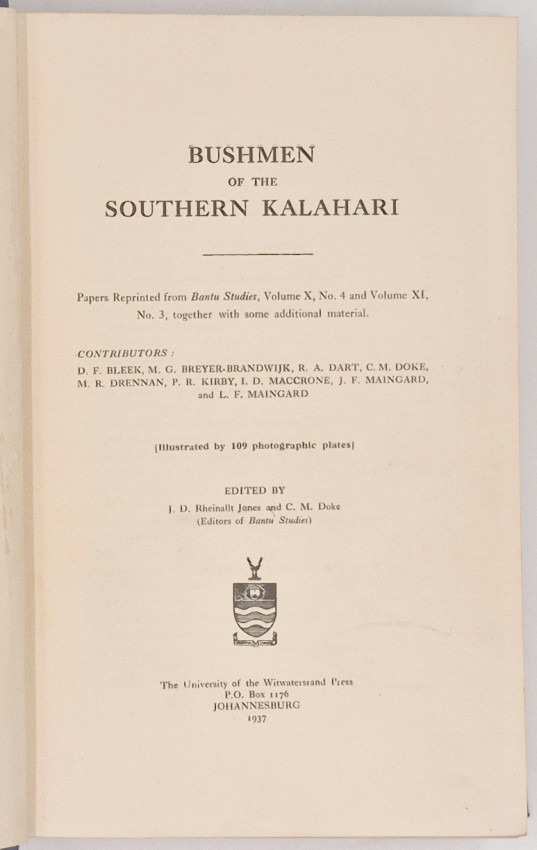 BUSHMEN
OF THE
SOUTHERN KALAHARI
Papers Reprinted from Bantu Studies, Volume X, No. 4 and Volume XI,
No. 3, together with some additional material.
CONTRIBUTORS :
D. F. BLEEK, M. G. BREYER-BRANDWIJK, R. A. DART, C. M. DOKE,
M. R. DRENNAN, P. R. KIRBY, I. D. MACCRONE, J. F. MAINGARD,
and L. F. MAINGARD
[Illustrated by 109 photographic plates]
EDITED BY
J. D. Rheinallt Jones and C. M. Doke
(Editors of Bantu Studies)
The University of the Witwatersrand Press
P.O. Box 1176
JOHANNESBURG
1937